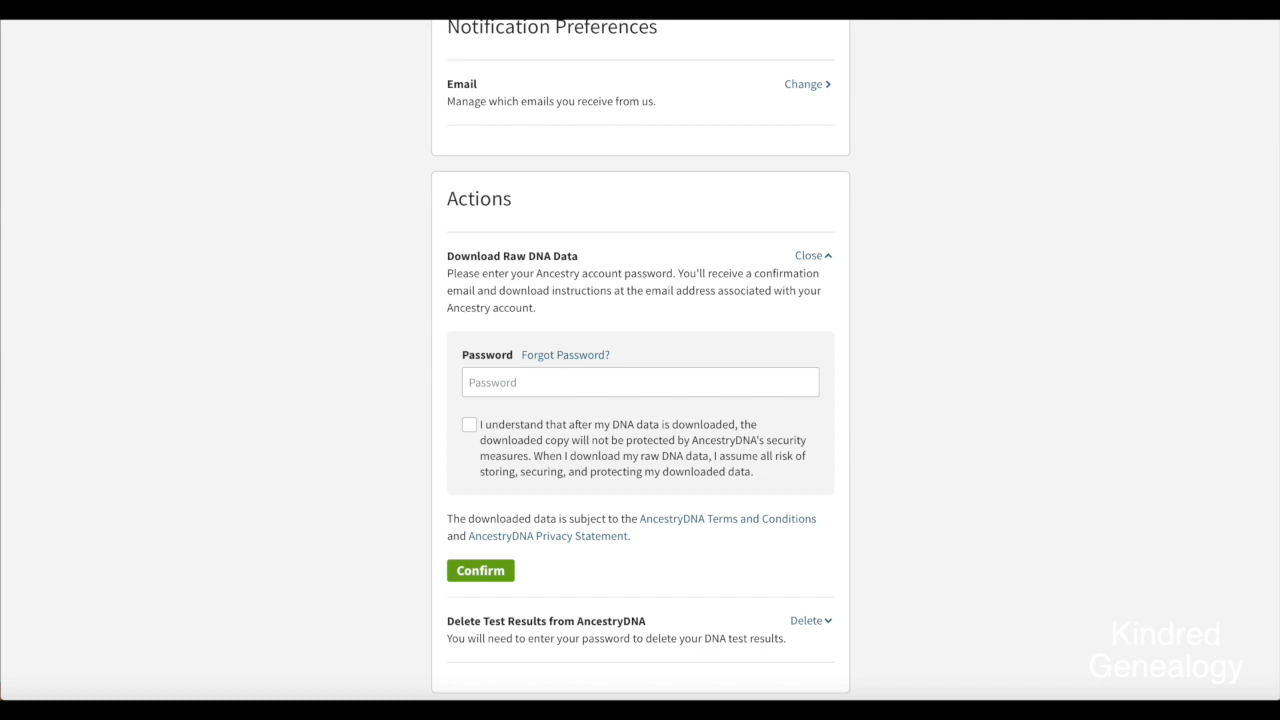 Notification Preferences
Email
Change
Manage which emails you receive from us.
Actions
Download Raw DNA Data
Close
Please enter your Ancestry account password. You'll receive a confirmation
email and download instructions at the email address associated with your
Ancestry account.
Password Forgot Password?
Password
I understand that after my DNA data is downloaded, the
downloaded copy will not be protected by AncestryDNA's security
measures. When I download my raw DNA data, I assume all risk of
storing, securing, and protecting my downloaded data.
The downloaded data is subject to the AncestryDNA Terms and Conditions
and AncestryDNA Privacy Statement.
Confirm
Delete Test Results from AncestryDNA
Delete
You will need to enter your password to delete your DNA test results.
Kindred
Genealogy